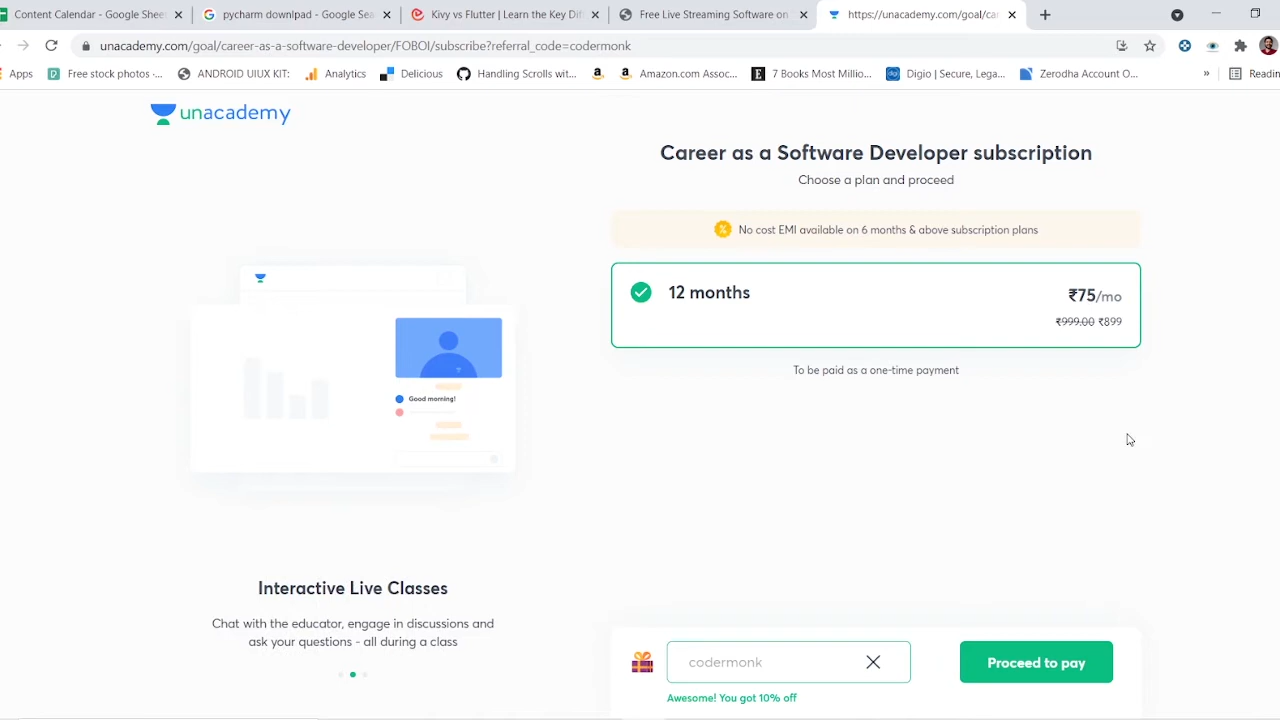 Content Calendar - Google Sheet
pycharm downlpad - Google Sea
Kivy vs Flutter | Learn the Key Dif
Free Live Streaming Software on
https://unacademy.com/goal/car
unacademy.com/goal/career-as-a-software-developer/FOBOI/subscribe?referral_code=codermonk
Apps
Free stock photos ·...
ANDROID UIUX KIT:
Analytics
Delicious
Handling Scrolls wit...
Amazon.com Assoc...
7 Books Most Millio...
Digio | Secure, Lega...
Zerodha Account O...
»
Readin
unacademy
Career as a Software Developer subscription
Choose a plan and proceed
No cost EMI available on 6 months & above subscription plans
12 months
₹75/mo
₹999.00 ₹899
To be paid as a one-time payment
Good morning!
Interactive Live Classes
Chat with the educator, engage in discussions and
ask your questions - all during a class
codermonk
Proceed to pay
Awesome! You got 10% off